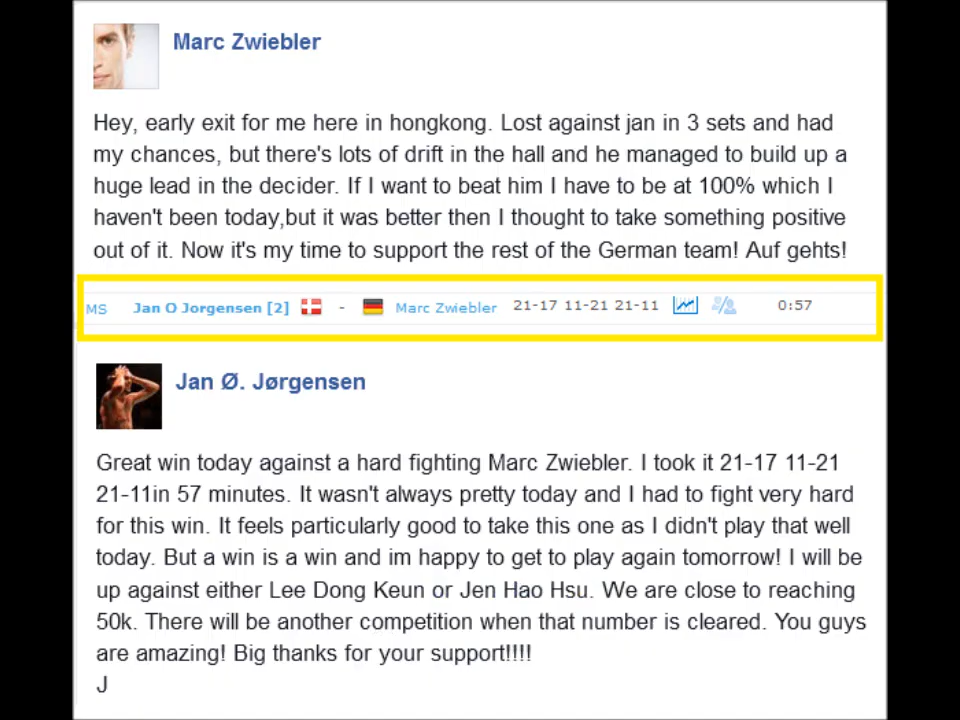 Marc Zwiebler
Hey, early exit for me here in hongkong. Lost against jan in 3 sets and had
my chances, but there's lots of drift in the hall and he managed to build up a
huge lead in the decider. If I want to beat him I have to be at 100% which I
haven't been today,but it was better then I thought to take something positive
out of it. Now it's my time to support the rest of the German team! Auf gehts!
MS Jan O Jorgensen [2] - Marc Zwiebler 21-17 11-21 21-11 0:57
Jan Ø. Jørgensen
Great win today against a hard fighting Marc Zwiebler. I took it 21-17 11-21
21-11in 57 minutes. It wasn't always pretty today and I had to fight very hard
for this win. It feels particularly good to take this one as I didn't play that well
today. But a win is a win and im happy to get to play again tomorrow! I will be
up against either Lee Dong Keun or Jen Hao Hsu. We are close to reaching
50k. There will be another competition when that number is cleared. You guys
are amazing! Big thanks for your support!!!!
J